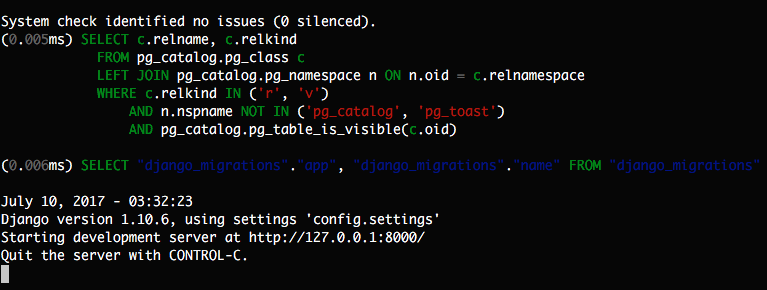 System check identified no issues (0 silenced).
(0.005ms) SELECT c.relname, c.relkind
            FROM pg_catalog.pg_class c
            LEFT JOIN pg_catalog.pg_namespace n ON n.oid = c.relnamespace
            WHERE c.relkind IN ('r', 'v')
                AND n.nspname NOT IN ('pg_catalog', 'pg_toast')
                AND pg_catalog.pg_table_is_visible(c.oid)
(0.006ms) SELECT "django_migrations"."app", "django_migrations"."name" FROM "django_migrations"
July 10, 2017 - 03:32:23
Django version 1.10.6, using settings 'config.settings'
Starting development server at http://127.0.0.1:8000/
Quit the server with CONTROL-C.